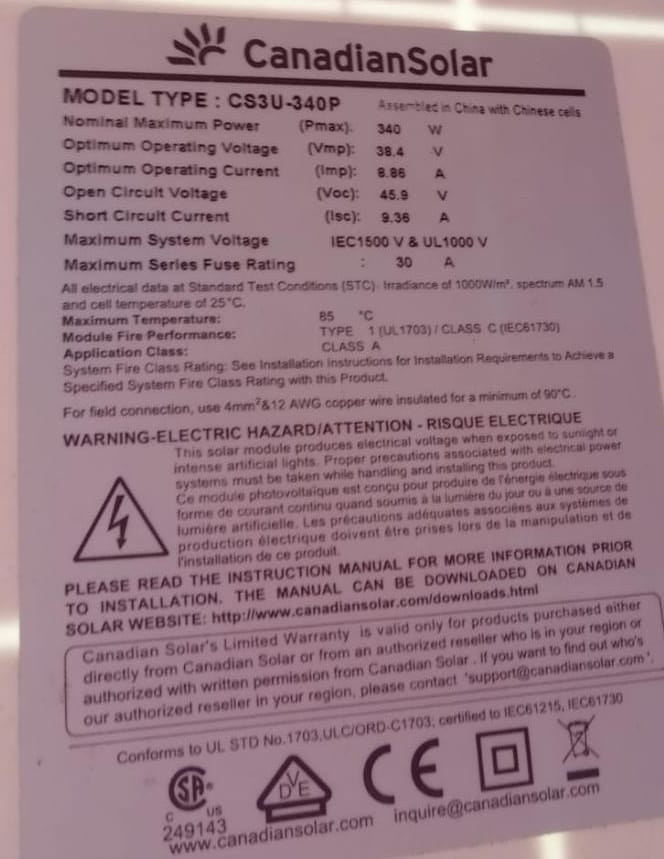 CanadianSolar
MODEL TYPE : CS3U-340P Assembled in China with Chinese cells
Nominal Maximum Power (Pmax): 340 W
Optimum Operating Voltage (Vmp): 38.4 V
Optimum Operating Current (Imp): 8.86 A
Open Circuit Voltage (Voc): 45.9 V
Short Circuit Current (Isc): 9.36 A
Maximum System Voltage IEC1500 V & UL1000 V
Maximum Series Fuse Rating : 30 A
All electrical data at Standard Test Conditions (STC): Irradiance of 1000W/m², spectrum AM 1.5
and cell temperature of 25°C.
Maximum Temperature: 85 °C
Module Fire Performance: TYPE 1 (UL1703) / CLASS C (IEC61730)
Application Class: CLASS A
System Fire Class Rating: See Installation Instructions for Installation Requirements to Achieve a
Specified System Fire Class Rating with this Product.
For field connection, use 4mm²&12 AWG copper wire insulated for a minimum of 90°C.
WARNING-ELECTRIC HAZARD/ATTENTION - RISQUE ELECTRIQUE
This solar module produces electrical voltage when exposed to sunlight or
intense artificial lights. Proper precautions associated with electrical power
systems must be taken while handling and installing this product.
Ce module photovoltaïque est conçu pour produire de l'énergie électrique sous
forme de courant continu quand soumis à la lumière du jour ou à une source de
lumière artificielle. Les précautions adéquates associées aux systèmes de
production électrique doivent être prises lors de la manipulation et de
l'installation de ce produit.
PLEASE READ THE INSTRUCTION MANUAL FOR MORE INFORMATION PRIOR
TO INSTALLATION. THE MANUAL CAN BE DOWNLOADED ON CANADIAN
SOLAR WEBSITE: http://www.canadiansolar.com/downloads.html
Canadian Solar's Limited Warranty is valid only for products purchased either
directly from Canadian Solar or from an authorized reseller who is in your region or
authorized with written permission from Canadian Solar . If you want to find out who's
our authorized reseller in your region, please contact "support@canadiansolar.com".
Conforms to UL STD No.1703,ULC/ORD-C1703; certified to IEC61215, IEC61730
SA
C US
249143
DVE
CE
www.canadiansolar.com inquire@canadiansolar.com